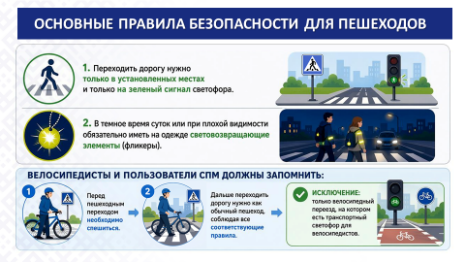 ОСНОВНЫЕ ПРАВИЛА БЕЗОПАСНОСТИ ДЛЯ ПЕШЕХОДОВ
1. Переходить дорогу нужно
только в установленных местах
и только на зеленый сигнал светофора.
2. В темное время суток или при плохой видимости
обязательно иметь на одежде световозвращающие
элементы (фликеры).
ВЕЛОСИПЕДИСТЫ И ПОЛЬЗОВАТЕЛИ СПМ ДОЛЖНЫ ЗАПОМНИТЬ:
1
Перед
пешеходным
переходом
необходимо
спешиться.
2
Дальше переходить
дорогу нужно как
обычный пешеход,
соблюдая все
соответствующие
правила.
ИСКЛЮЧЕНИЕ:
только велосипедный
переезд, на котором
есть транспортный
светофор для
велосипедистов.